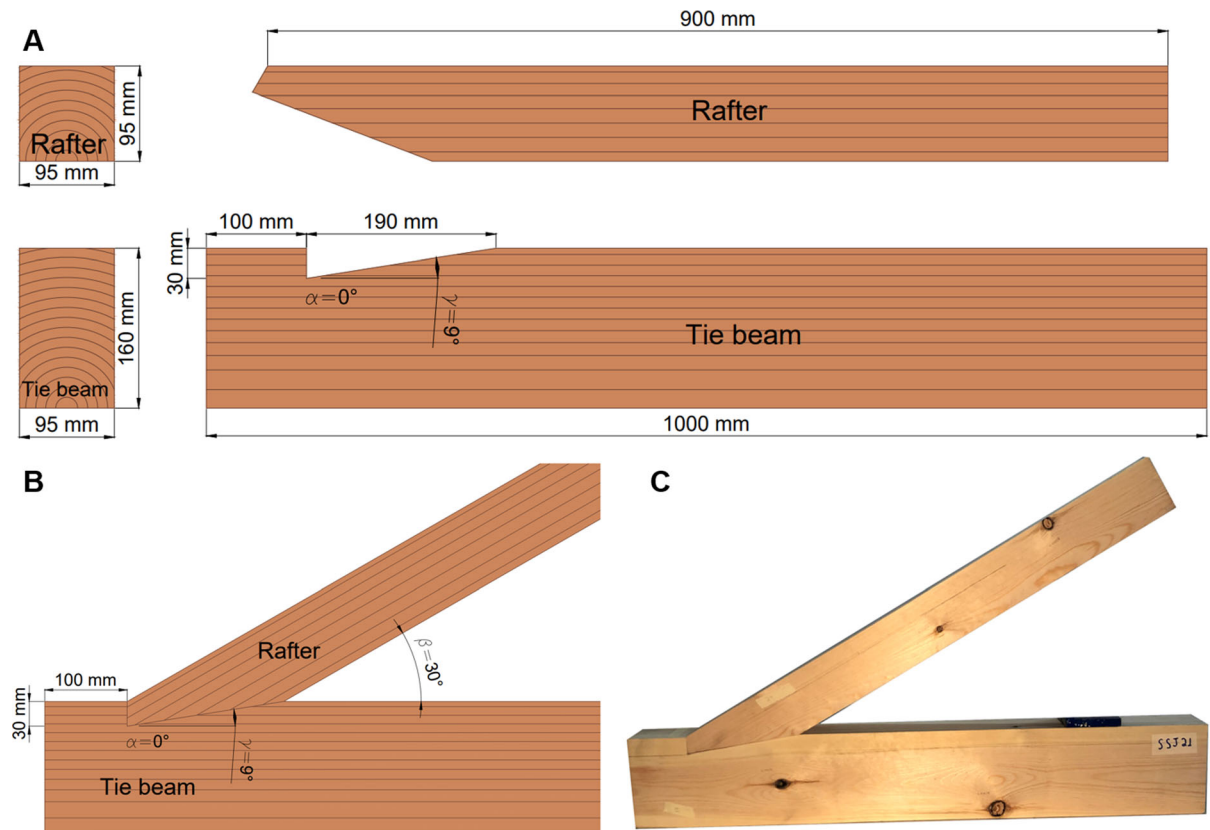 A
900 mm
Rafter
95 mm
95 mm
Rafter
100 mm
190 mm
30 mm
α=0°
γ=9°
Tie beam
160 mm
Tie beam
95 mm
1000 mm
B
Rafter
β=30°
100 mm
30 mm
α=0°
γ=9°
Tie beam
C
SSJ21